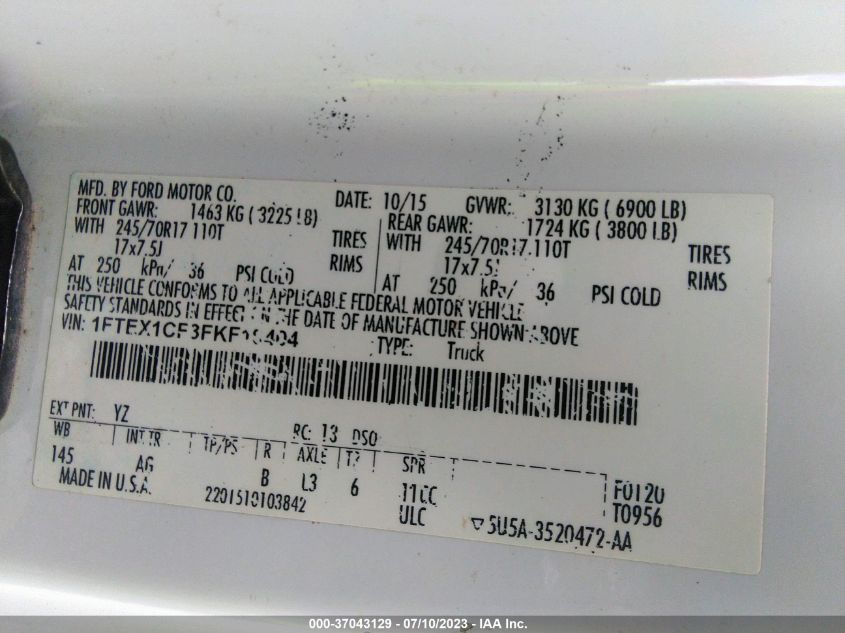 MFD. BY FORD MOTOR CO. DATE: 10/15 GVWR: 3130 KG ( 6900 LB)
FRONT GAWR: 1463 KG ( 3225 LB) REAR GAWR: 1724 KG ( 3800 LB)
WITH 245/70R17 110T TIRES WITH 245/70R17 110T TIRES
17x7.5J RIMS 17x7.5J RIMS
AT 250 kPa/ 36 PSI COLD AT 250 kPa/ 36 PSI COLD
THIS VEHICLE CONFORMS TO ALL APPLICABLE FEDERAL MOTOR VEHICLE
SAFETY STANDARDS IN EFFECT ON THE DATE OF MANUFACTURE SHOWN ABOVE
VIN: TYPE: Truck
EXT PNT: YZ RC: 13 DSO
WB INT TR TP/PS R AXLE TR SPR
145 AG B L3 6 11CC F0120
MADE IN U.S.A. 2201510103842 ULC T0956
5U5A-3520472-AA
000-37043129 - 07/10/2023 - IAA Inc.